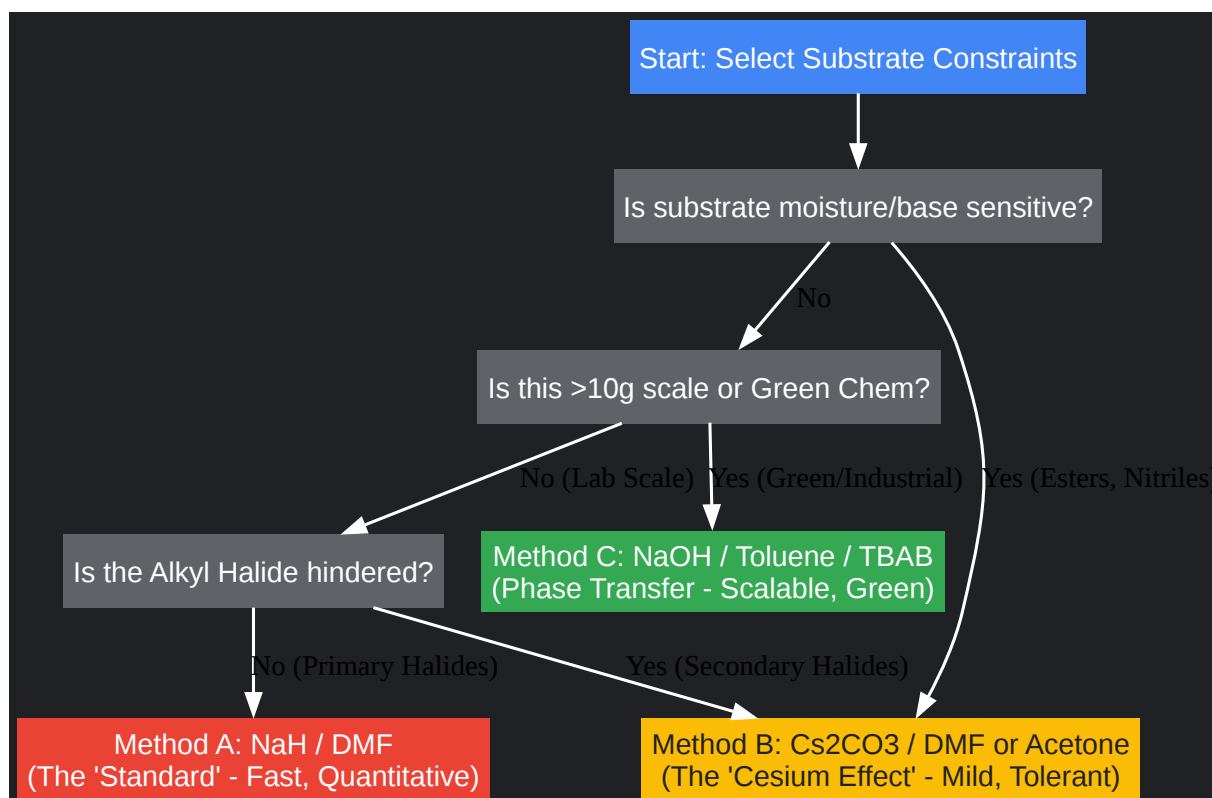 Start: Select Substrate Constraints
Is substrate moisture/base sensitive?
No
Is this >10g scale or Green Chem?
No (Lab Scale)
Yes (Green/Industrial)
Yes (Esters, Nitriles)
Is the Alkyl Halide hindered?
Method C: NaOH / Toluene / TBAB
(Phase Transfer - Scalable, Green)
No (Primary Halides)
Yes (Secondary Halides)
Method A: NaH / DMF
(The 'Standard' - Fast, Quantitative)
Method B: Cs2CO3 / DMF or Acetone
(The 'Cesium Effect' - Mild, Tolerant)